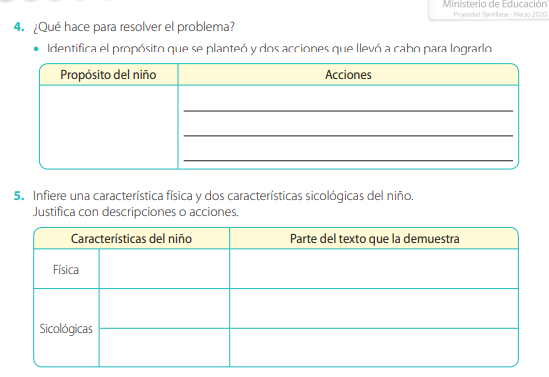 Ministerio de Educación
Propiedad Santillana - Marzo 2020
4. ¿Qué hace para resolver el problema?
• Identifica el propósito que se planteó y dos acciones que llevó a cabo para lograrlo
Propósito del niño Acciones
5. Infiere una característica física y dos características sicológicas del niño.
Justifica con descripciones o acciones.
Características del niño Parte del texto que la demuestra
Física
Sicológicas